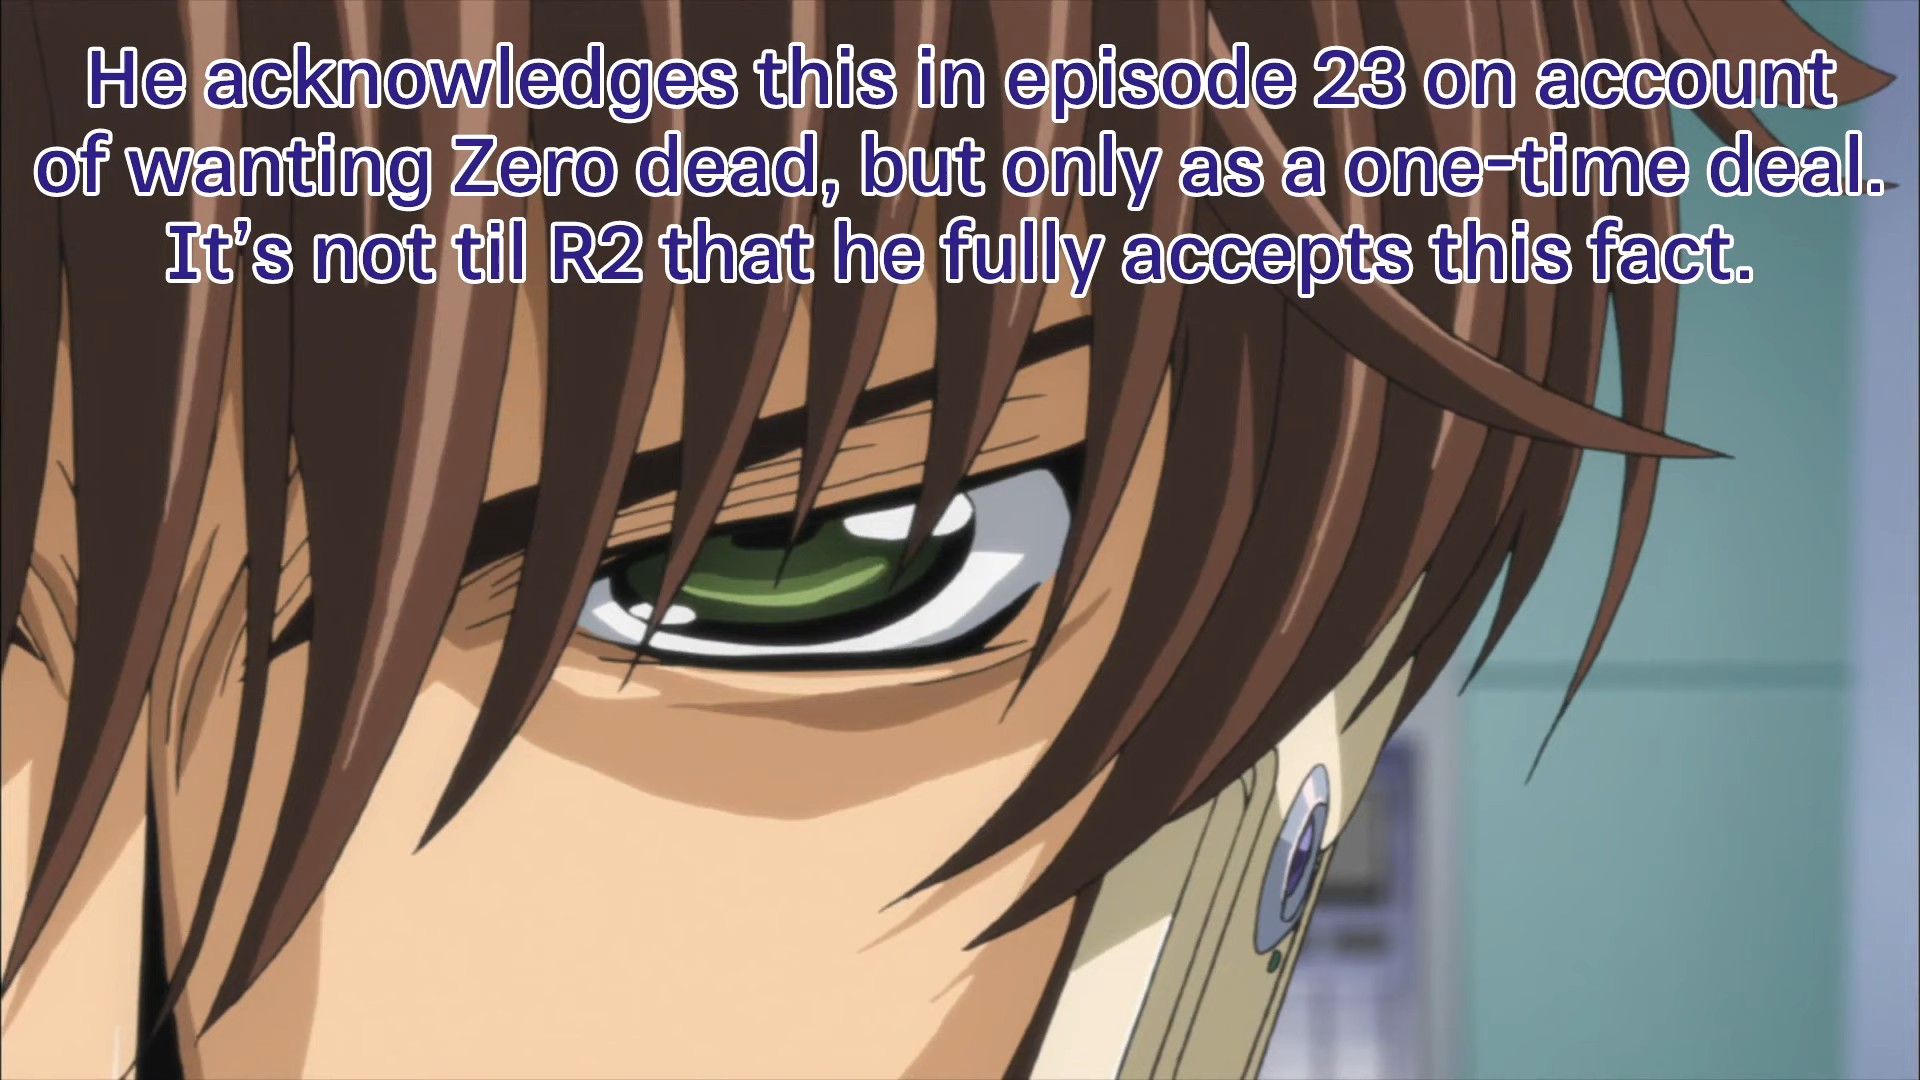 He acknowledges this in episode 23 on account
of wanting Zero dead, but only as a one-time deal.
It’s not til R2 that he fully accepts this fact.